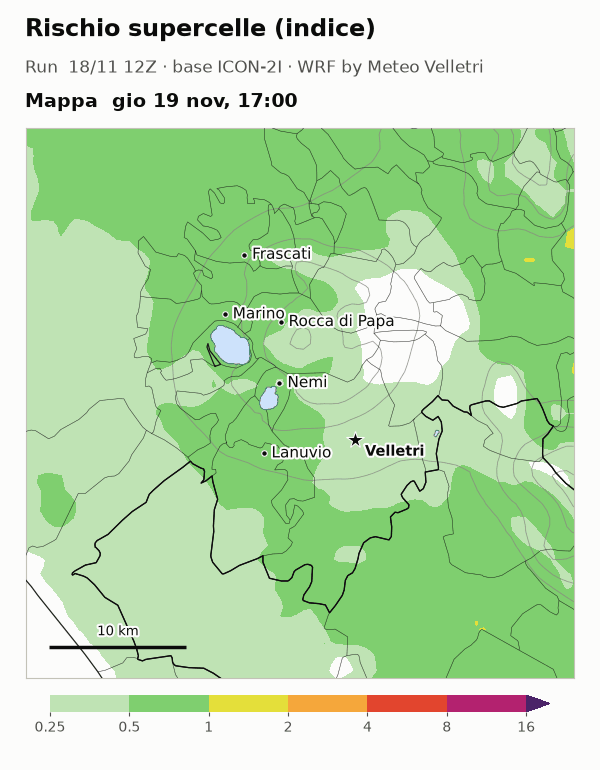 Rischio supercelle (indice)
Run  18/11 12Z · base ICON-2I · WRF by Meteo Velletri
Mappa  gio 19 nov, 17:00
Frascati
Marino
Rocca di Papa
Nemi
Velletri
Lanuvio
10 km
0.25 0.5 1 2 4 8 16